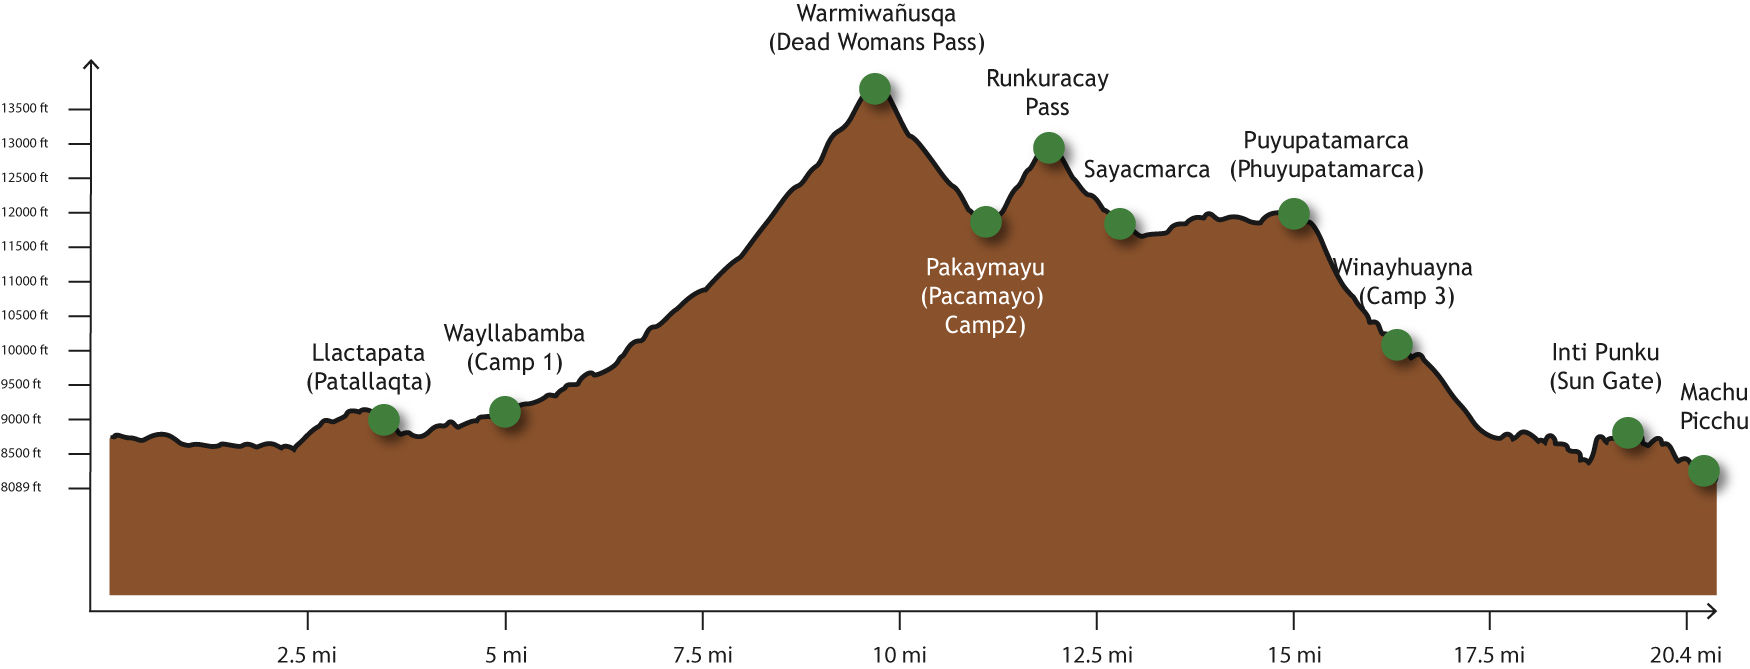 Warmiwañusqa
(Dead Womans Pass)
Runkuracay
Pass
Puyupatamarca
(Phuyupatamarca)
Sayacmarca
13500 ft
13000 ft
12500 ft
12000 ft
11500 ft
11000 ft
10500 ft
10000 ft
9500 ft
9000 ft
8500 ft
8089 ft
Pakaymayu
(Pacamayo)
Camp2)
Winayhuayna
(Camp 3)
Wayllabamba
(Camp 1)
Llactapata
(Patallaqta)
Inti Punku
(Sun Gate)
Machu
Picchu
2.5 mi
5 mi
7.5 mi
10 mi
12.5 mi
15 mi
17.5 mi
20.4 mi